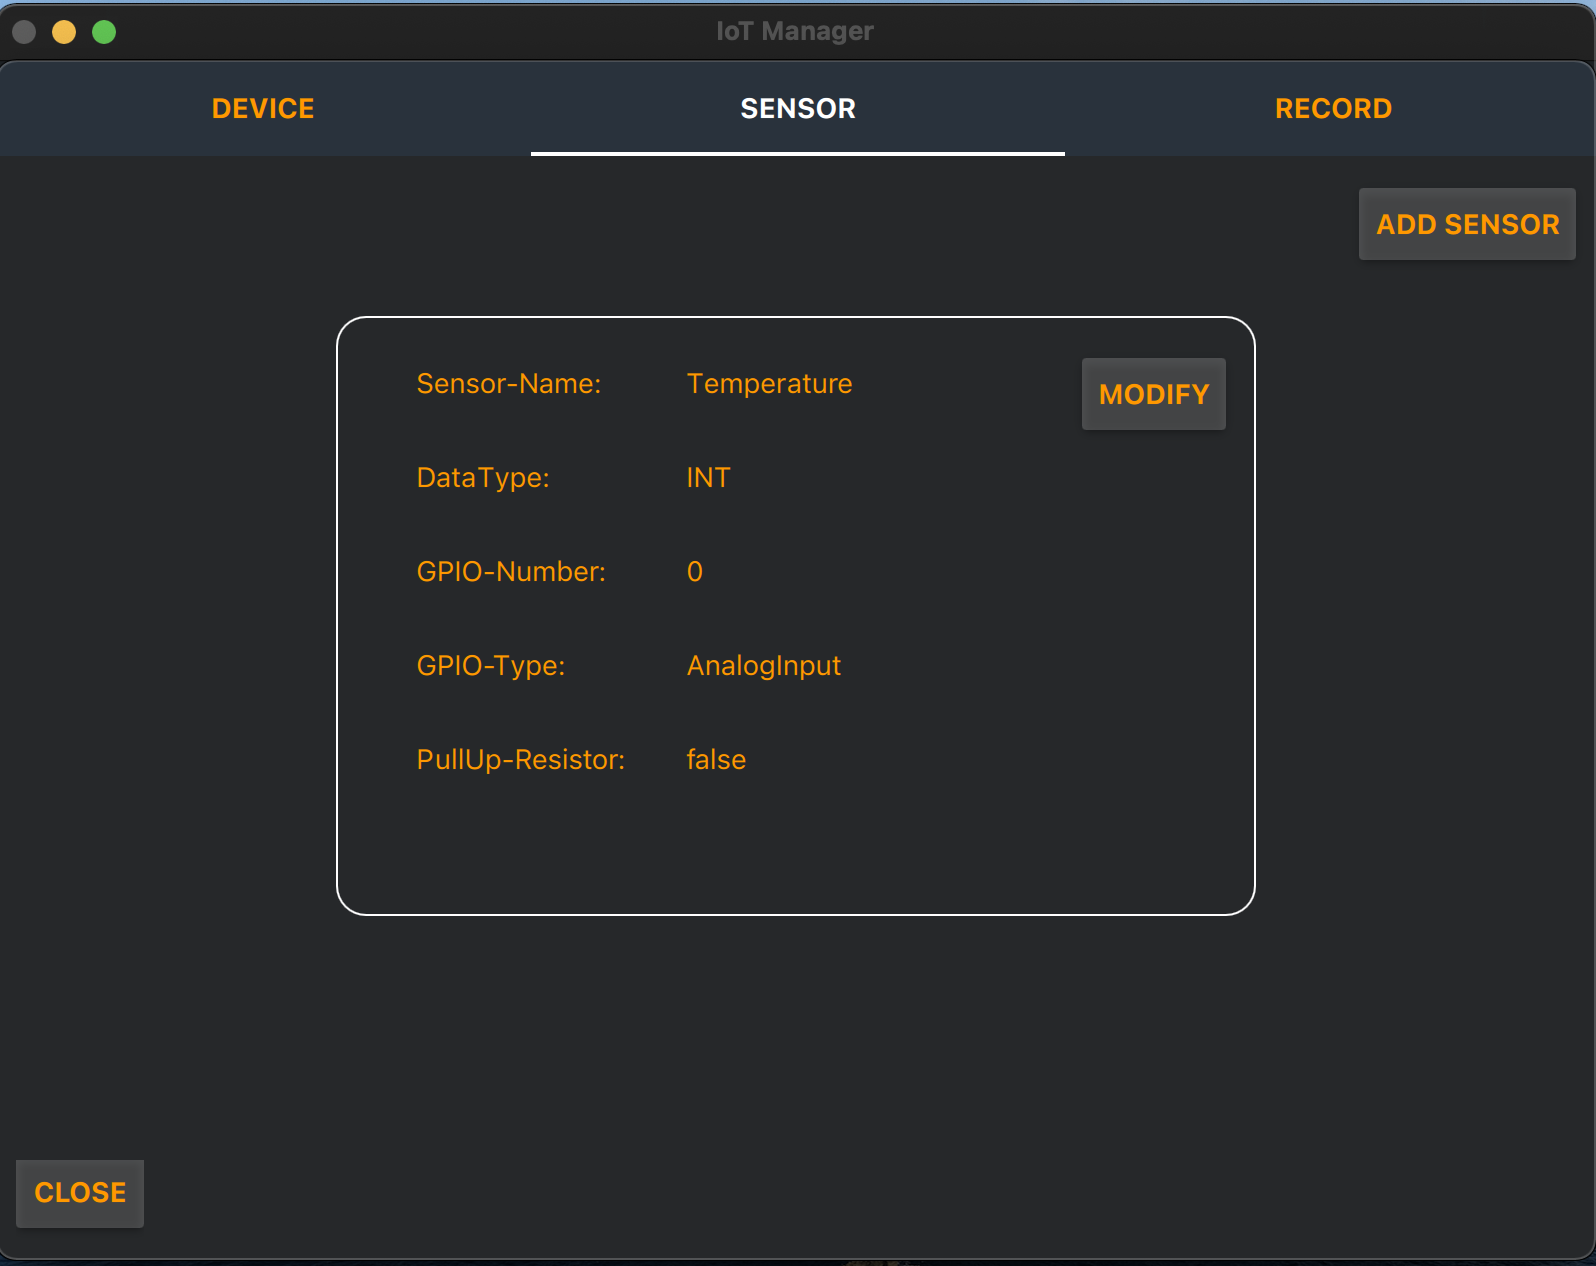 IoT Manager
DEVICE SENSOR RECORD
ADD SENSOR
Sensor-Name: Temperature
MODIFY
DataType: INT
GPIO-Number: 0
GPIO-Type: AnalogInput
PullUp-Resistor: false
CLOSE